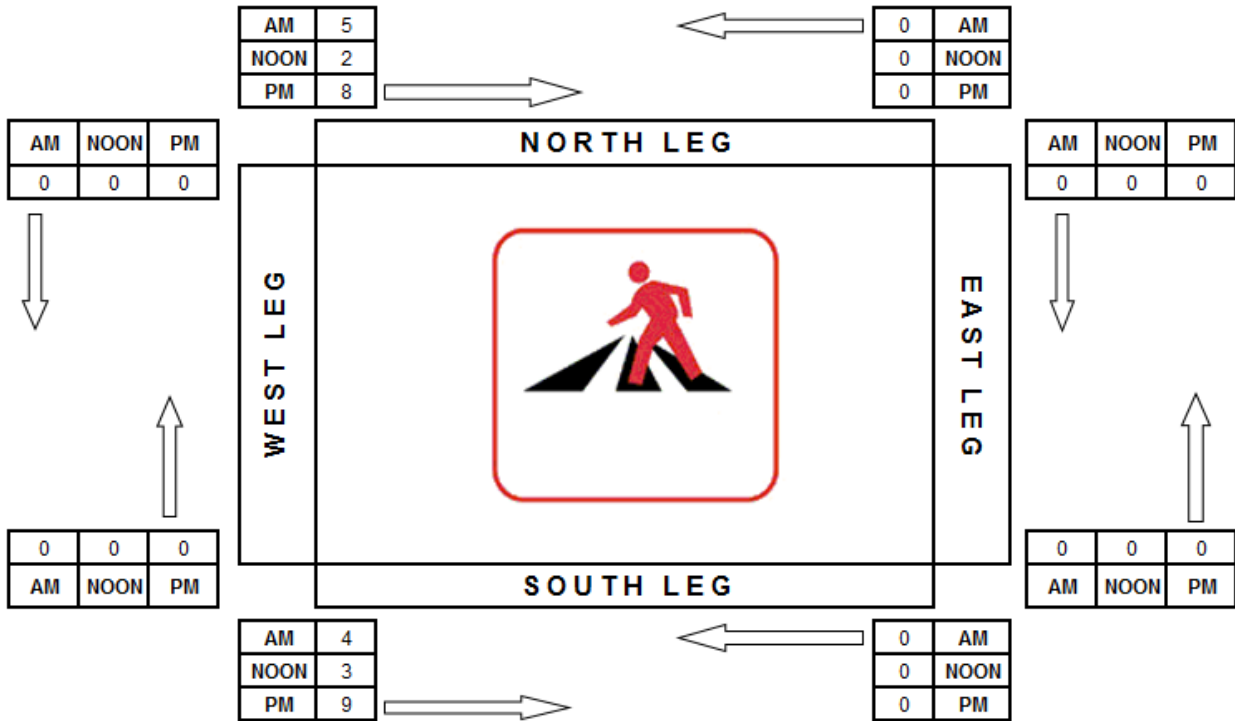 AM 5
NOON 2
PM 8
0 AM
0 NOON
0 PM
AM NOON PM
0 0 0
NORTH LEG
AM NOON PM
0 0 0
WEST LEG
EAST LEG
0 0 0
AM NOON PM
SOUTH LEG
0 0 0
AM NOON PM
AM 4
NOON 3
PM 9
0 AM
0 NOON
0 PM